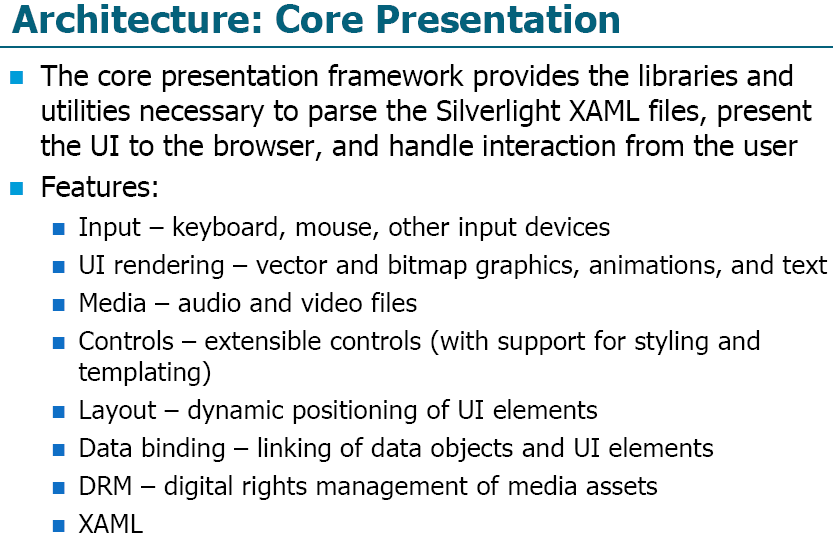 Architecture: Core Presentation
The core presentation framework provides the libraries and
utilities necessary to parse the Silverlight XAML files, present
the UI to the browser, and handle interaction from the user
Features:
Input – keyboard, mouse, other input devices
UI rendering – vector and bitmap graphics, animations, and text
Media – audio and video files
Controls – extensible controls (with support for styling and
templating)
Layout – dynamic positioning of UI elements
Data binding – linking of data objects and UI elements
DRM – digital rights management of media assets
XAML